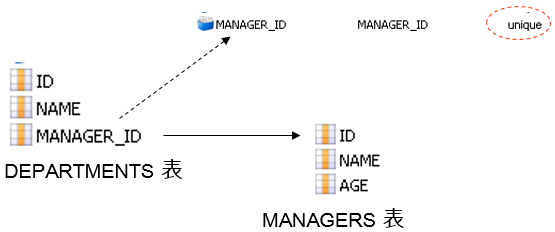 MANAGER_ID MANAGER_ID unique
ID
NAME
MANAGER_ID
DEPARTMENTS 表
ID
NAME
AGE
MANAGERS 表